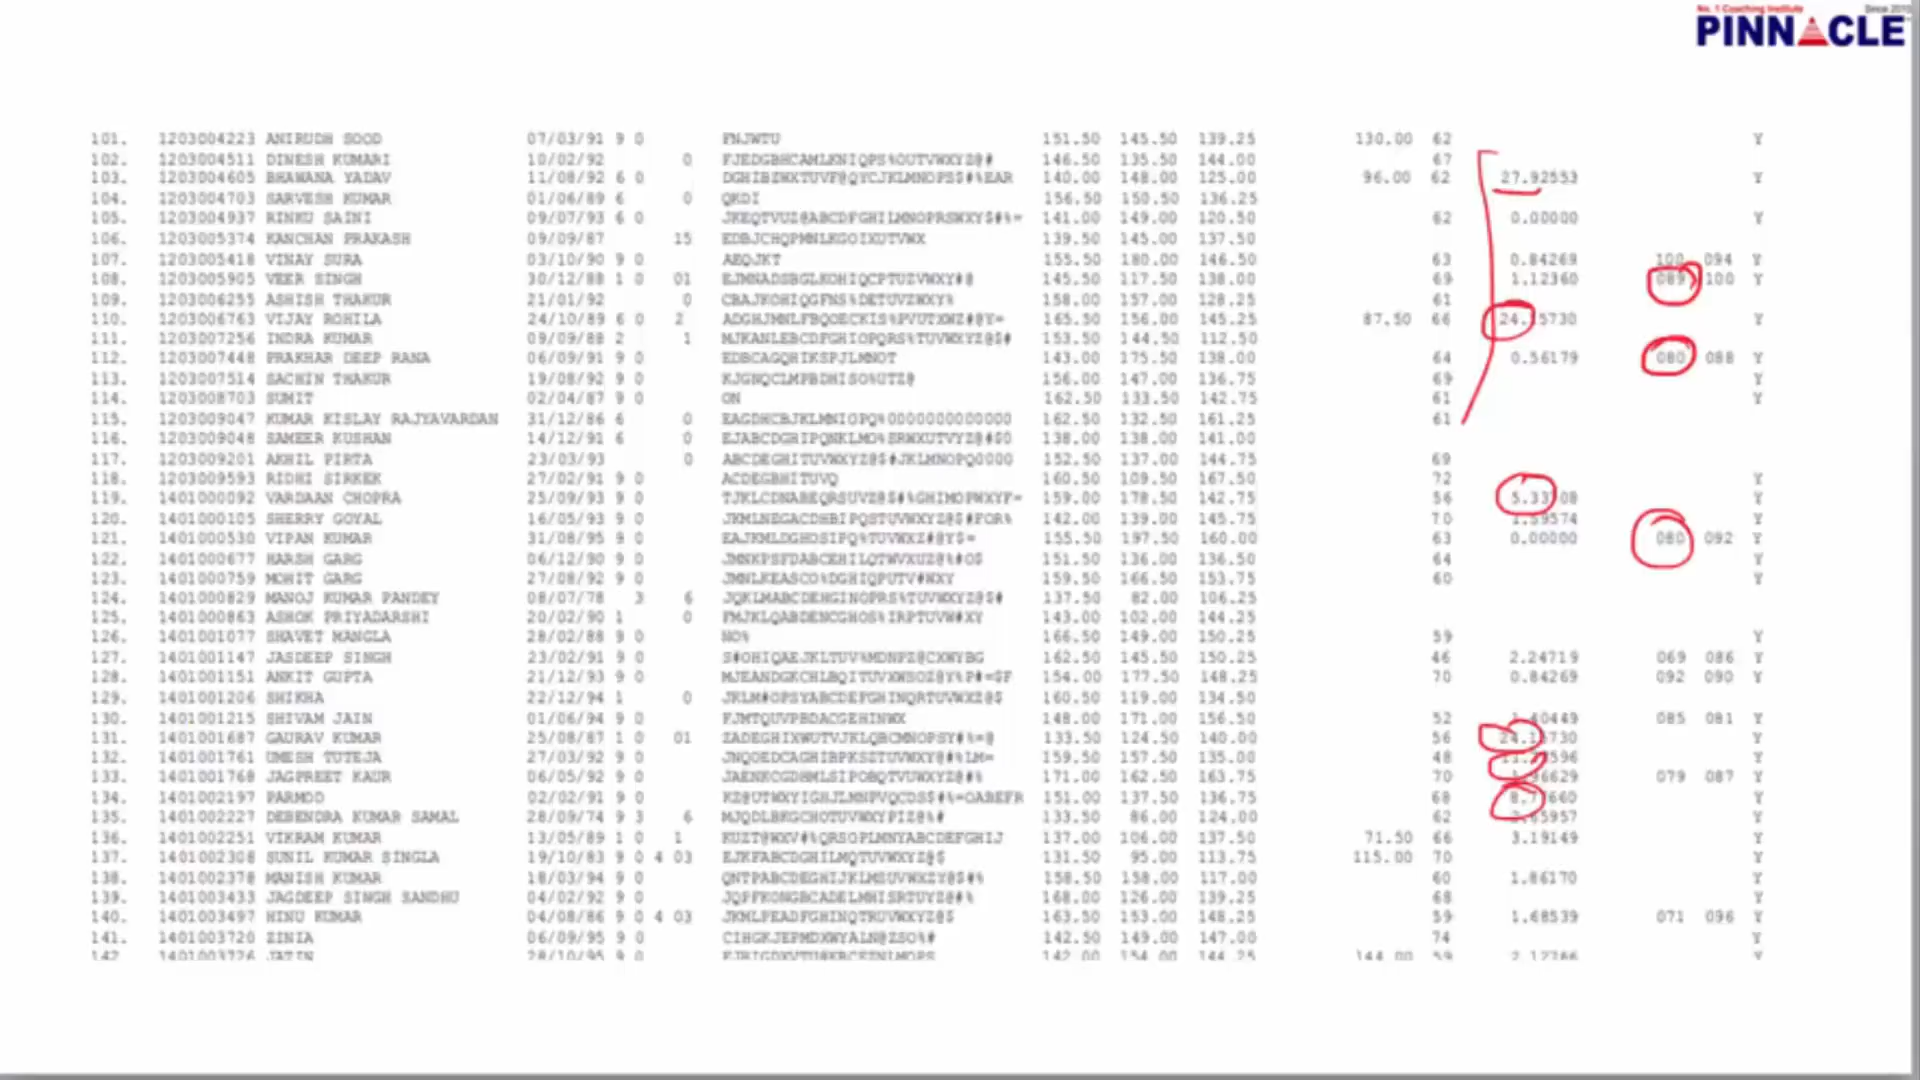 No. 1 Coaching Institute Since 2015
PINNACLE
101. 1203004223 ANIRUDH SOOD 07/03/91 9 0 FNJWTU 151.50 145.50 139.25 130.00 62 Y
102. 1203004511 DINESH KUMARI 10/02/92 0 FJEDGBHCAMLKNIQPS%OUTVWXYZ@# 146.50 135.50 144.00 67
103. 1203004605 BHAWANA YADAV 11/08/92 6 0 140.00 148.00 125.00 96.00 62 27.92553 Y
104. 1203004703 SARVESH KUMAR 01/06/89 6 0 QKDI 156.50 150.50 136.25
105. 1203004937 RINKU SAINI 09/07/93 6 0 141.00 149.00 120.50 62 0.00000 Y
106. 1203005374 KANCHAN PRAKASH 09/09/87 15 139.50 145.00 137.50
107. 1203005418 VINAY SURA 03/10/90 9 0 AEQJKT 155.50 180.00 146.50 63 0.84269 100 094 Y
108. 1203005905 VEER SINGH 30/12/88 1 0 01 145.50 117.50 138.00 69 1.12360 089 100 Y
109. 1203006255 ASHISH THAKUR 21/01/92 0 158.00 157.00 128.25 61
110. 1203006763 VIJAY ROHILA 24/10/89 6 0 2 165.50 156.00 145.25 87.50 66 Y
111. 1203007256 INDRA KUMAR 09/09/88 2 1 153.50 144.50 112.50
112. 1203007448 PRAKHAR DEEP RANA 06/09/91 9 0 EDBCAGQHIKSPJLMNOT 143.00 175.50 138.00 64 0.56179 080 088 Y
113. 1203007514 SACHIN THAKUR 19/08/92 9 0 156.00 147.00 136.75 69 Y
114. 1203008703 SUMIT 02/04/87 9 0 ON 162.50 133.50 142.75 61 Y
115. 1203009047 KUMAR KISLAY RAJYAVARDAN 31/12/86 6 0 162.50 132.50 161.25 61
116. 1203009048 SAMEER KUSHAN 14/12/91 6 0 138.00 138.00 141.00
117. 1203009201 AKHIL PIRTA 23/03/93 0 152.50 137.00 144.75 69
118. 1203009593 RIDHI SIRKEK 27/02/91 9 0 ACDEGBHITUVQ 160.50 109.50 167.50 72 Y
119. 1401000092 VARDAAN CHOPRA 25/09/93 9 0 159.00 178.50 142.75 56 Y
120. 1401000105 SHERRY GOYAL 16/05/93 9 0 142.00 139.00 145.75 70 1.59574 Y
121. 1401000530 VIPAN KUMAR 31/08/95 9 0 155.50 197.50 160.00 63 0.00000 080 092 Y
122. 1401000677 HARSH GARG 06/12/90 9 0 151.50 136.00 136.50 64 Y
123. 1401000759 MOHIT GARG 27/08/92 9 0 159.50 166.50 153.75 60 Y
124. 1401000829 MANOJ KUMAR PANDEY 08/07/78 3 6 137.50 82.00 106.25
125. 1401000863 ASHOK PRIYADARSHI 20/02/90 1 0 143.00 102.00 144.25
126. 1401001077 SHAVET MANGLA 28/02/88 9 0 NO% 166.50 149.00 150.25 59 Y
127. 1401001147 JASDEEP SINGH 23/02/91 9 0 162.50 145.50 150.25 46 2.24719 069 086 Y
128. 1401001151 ANKIT GUPTA 21/12/93 9 0 154.00 177.50 148.25 70 0.84269 092 090 Y
129. 1401001206 SHIKHA 22/12/94 1 0 160.50 119.00 134.50
130. 1401001215 SHIVAM JAIN 01/06/94 9 0 148.00 171.00 156.50 52 085 081 Y
131. 1401001687 GAURAV KUMAR 25/08/87 1 0 01 133.50 124.50 140.00 56 Y
132. 1401001761 UMESH TUTEJA 27/03/92 9 0 159.50 157.50 135.00 48 Y
133. 1401001768 JAGPREET KAUR 06/05/92 9 0 171.00 162.50 163.75 70 079 087 Y
134. 1401002197 PARMOD 02/02/91 9 0 151.00 137.50 136.75 68 Y
135. 1401002227 DEBENDRA KUMAR SAMAL 28/09/74 9 3 6 133.50 86.00 124.00 62 Y
136. 1401002251 VIKRAM KUMAR 13/05/89 1 0 1 137.00 106.00 137.50 71.50 66 3.19149 Y
137. 1401002308 SUNIL KUMAR SINGLA 19/10/83 9 0 4 03 131.50 95.00 113.75 115.00 70 Y
138. 1401002378 MANISH KUMAR 18/03/94 9 0 158.50 158.00 117.00 60 1.86170 Y
139. 1401003433 JAGDEEP SINGH SANDHU 04/02/92 9 0 168.00 126.00 139.25 68 Y
140. 1401003497 HINU KUMAR 04/08/86 9 0 4 03 163.50 153.00 148.25 59 1.68539 071 096 Y
141. 1401003720 ZINIA 06/09/95 9 0 142.50 149.00 147.00 74 Y
142. 1401003726 JATIN 28/10/95 9 0 142.00 154.00 144.25 144.00 59 2.12766 Y